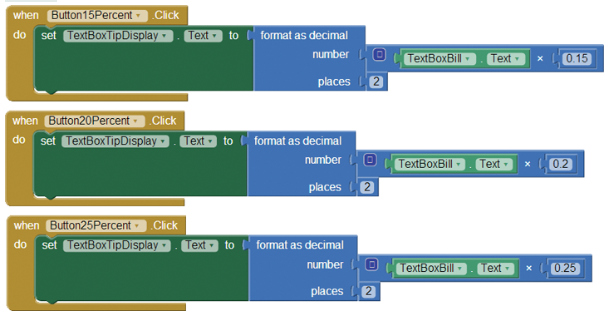 when Button15Percent .Click
do set TextBoxTipDisplay . Text to format as decimal
number TextBoxBill . Text × 0.15
places 2
when Button20Percent .Click
do set TextBoxTipDisplay . Text to format as decimal
number TextBoxBill . Text × 0.2
places 2
when Button25Percent .Click
do set TextBoxTipDisplay . Text to format as decimal
number TextBoxBill . Text × 0.25
places 2